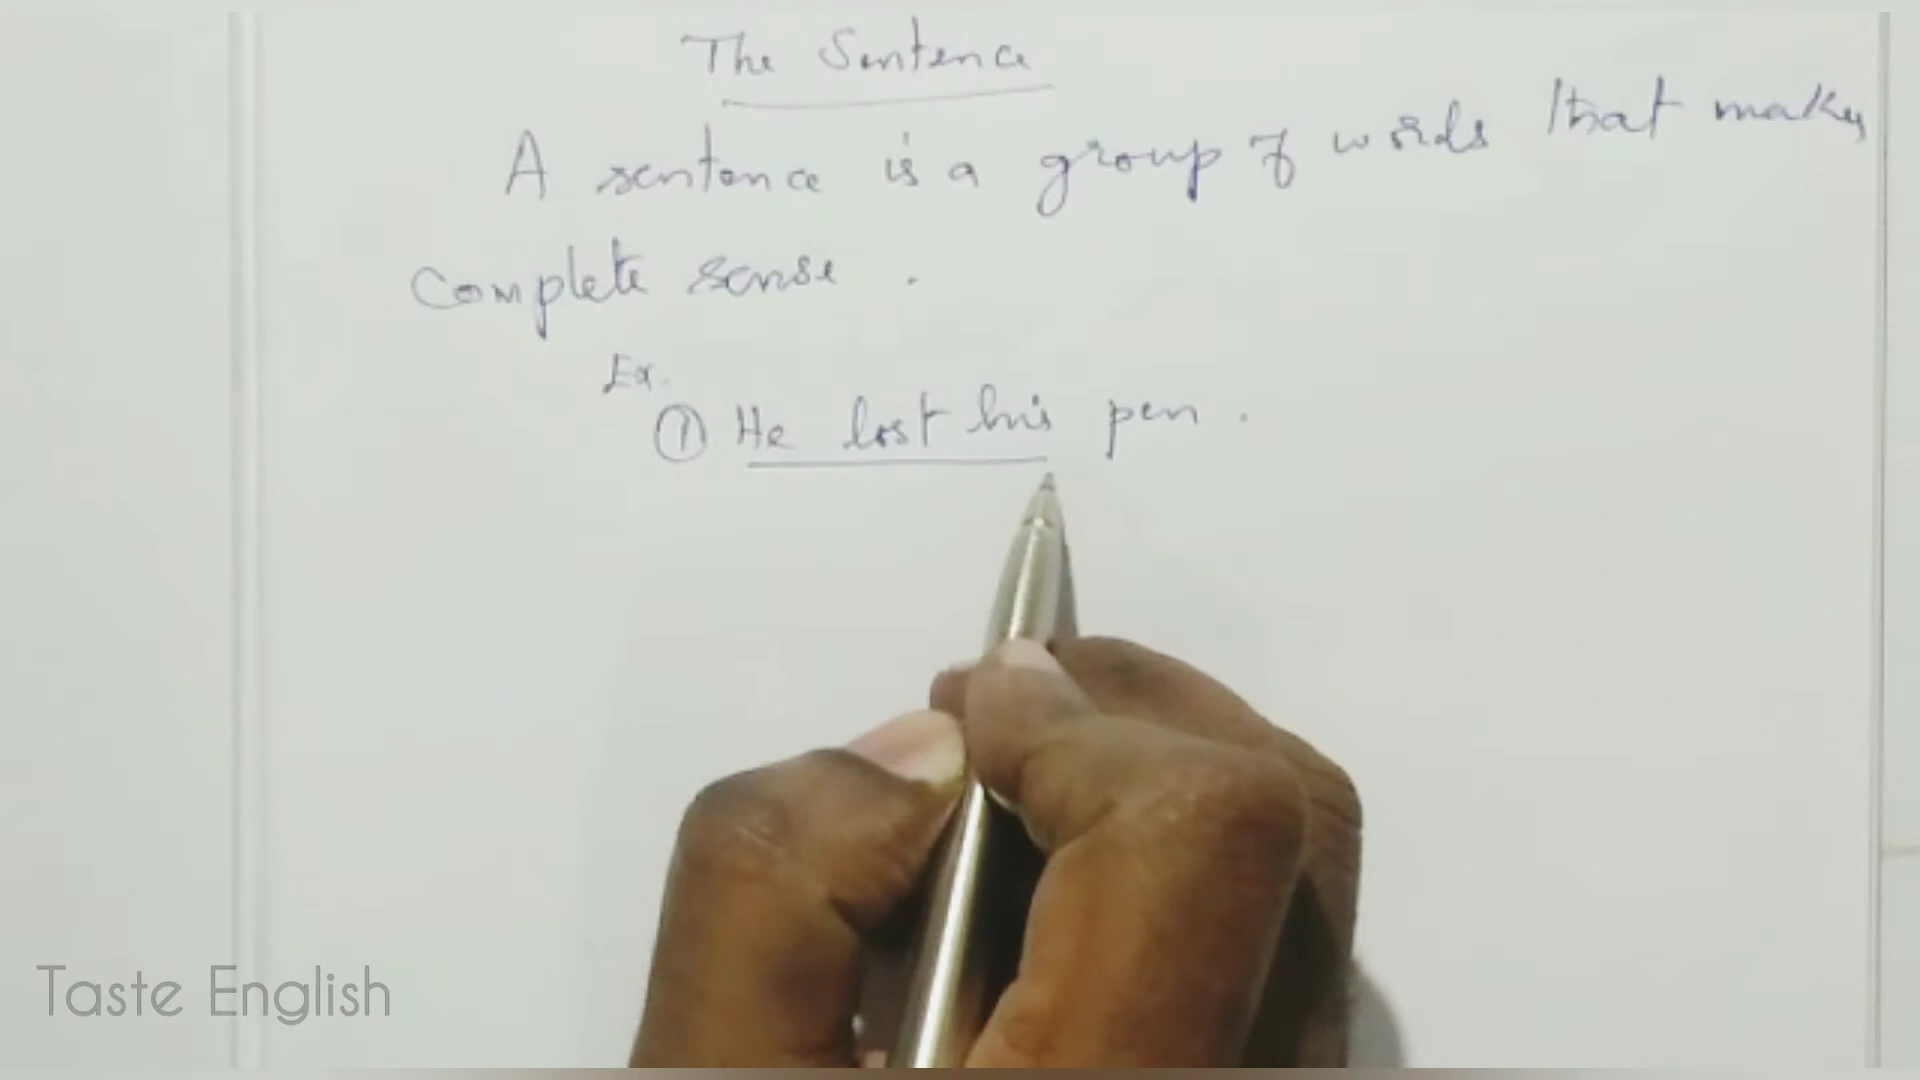 The Sentence
A sentence is a group of words that makes
complete sense .
Ex.
① He lost his pen .
Taste English